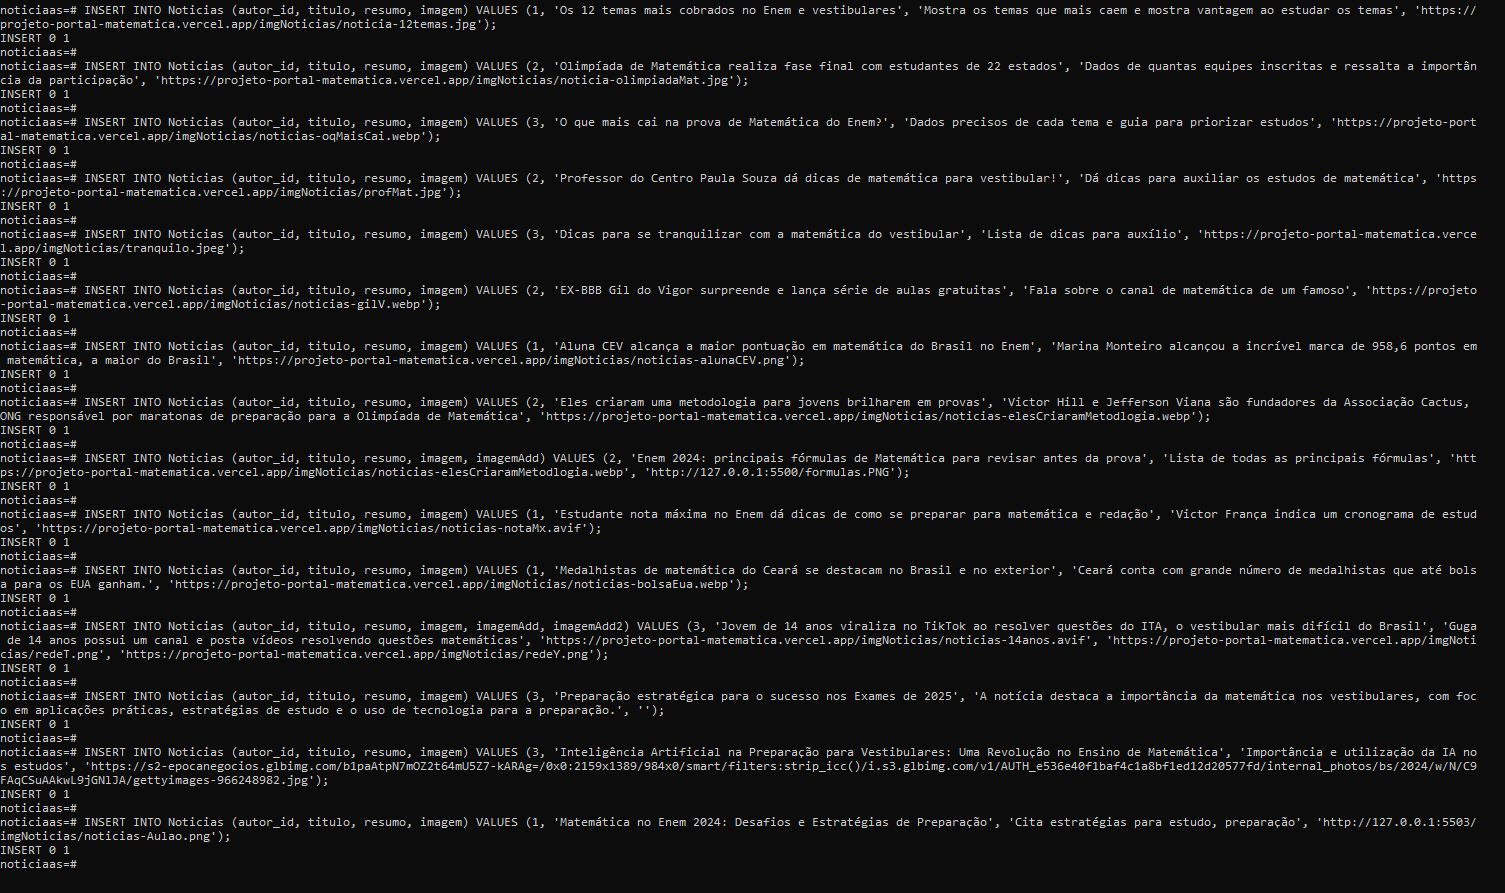 noticiaas=# INSERT INTO Noticias (autor_id, titulo, resumo, imagem) VALUES (1, 'Os 12 temas mais cobrados no Enem e vestibulares', 'Mostra os temas que mais caem e mostra vantagem ao estudar os temas', 'https://
projeto-portal-matematica.vercel.app/imgNoticias/noticia-12temas.jpg');
INSERT 0 1
noticiaas=#
noticiaas=# INSERT INTO Noticias (autor_id, titulo, resumo, imagem) VALUES (2, 'Olimpíada de Matemática realiza fase final com estudantes de 22 estados', 'Dados de quantas equipes inscritas e ressalta a importân
cia da participação', 'https://projeto-portal-matematica.vercel.app/imgNoticias/noticia-olimpiadaMat.jpg');
INSERT 0 1
noticiaas=#
noticiaas=# INSERT INTO Noticias (autor_id, titulo, resumo, imagem) VALUES (3, 'O que mais cai na prova de Matemática do Enem?', 'Dados precisos de cada tema e guia para priorizar estudos', 'https://projeto-port
al-matematica.vercel.app/imgNoticias/noticias-oqMaisCai.webp');
INSERT 0 1
noticiaas=#
noticiaas=# INSERT INTO Noticias (autor_id, titulo, resumo, imagem) VALUES (2, 'Professor do Centro Paula Souza dá dicas de matemática para vestibular!', 'Dá dicas para auxiliar os estudos de matemática', 'https
://projeto-portal-matematica.vercel.app/imgNoticias/profMat.jpg');
INSERT 0 1
noticiaas=#
noticiaas=# INSERT INTO Noticias (autor_id, titulo, resumo, imagem) VALUES (3, 'Dicas para se tranquilizar com a matemática do vestibular', 'Lista de dicas para auxílio', 'https://projeto-portal-matematica.verce
l.app/imgNoticias/tranquilo.jpeg');
INSERT 0 1
noticiaas=#
noticiaas=# INSERT INTO Noticias (autor_id, titulo, resumo, imagem) VALUES (2, 'EX-BBB Gil do Vigor surpreende e lança série de aulas gratuitas', 'Fala sobre o canal de matemática de um famoso', 'https://projeto
-portal-matematica.vercel.app/imgNoticias/noticias-gilV.webp');
INSERT 0 1
noticiaas=#
noticiaas=# INSERT INTO Noticias (autor_id, titulo, resumo, imagem) VALUES (1, 'Aluna CEV alcança a maior pontuação em matemática do Brasil no Enem', 'Marina Monteiro alcançou a incrível marca de 958,6 pontos em
 matemática, a maior do Brasil', 'https://projeto-portal-matematica.vercel.app/imgNoticias/noticias-alunaCEV.png');
INSERT 0 1
noticiaas=#
noticiaas=# INSERT INTO Noticias (autor_id, titulo, resumo, imagem) VALUES (2, 'Eles criaram uma metodologia para jovens brilharem em provas', 'Victor Hill e Jefferson Viana são fundadores da Associação Cactus,
ONG responsável por maratonas de preparação para a Olimpíada de Matemática', 'https://projeto-portal-matematica.vercel.app/imgNoticias/noticias-elesCriaramMetodlogia.webp');
INSERT 0 1
noticiaas=#
noticiaas=# INSERT INTO Noticias (autor_id, titulo, resumo, imagem, imagemAdd) VALUES (2, 'Enem 2024: principais fórmulas de Matemática para revisar antes da prova', 'Lista de todas as principais fórmulas', 'htt
ps://projeto-portal-matematica.vercel.app/imgNoticias/noticias-elesCriaramMetodlogia.webp', 'http://127.0.0.1:5500/formulas.PNG');
INSERT 0 1
noticiaas=#
noticiaas=# INSERT INTO Noticias (autor_id, titulo, resumo, imagem) VALUES (1, 'Estudante nota máxima no Enem dá dicas de como se preparar para matemática e redação', 'Victor França indica um cronograma de estud
os', 'https://projeto-portal-matematica.vercel.app/imgNoticias/noticias-notaMx.avif');
INSERT 0 1
noticiaas=#
noticiaas=# INSERT INTO Noticias (autor_id, titulo, resumo, imagem) VALUES (1, 'Medalhistas de matemática do Ceará se destacam no Brasil e no exterior', 'Ceará conta com grande número de medalhistas que até bols
a para os EUA ganham.', 'https://projeto-portal-matematica.vercel.app/imgNoticias/noticias-bolsaEua.webp');
INSERT 0 1
noticiaas=#
noticiaas=# INSERT INTO Noticias (autor_id, titulo, resumo, imagem, imagemAdd, imagemAdd2) VALUES (3, 'Jovem de 14 anos viraliza no TikTok ao resolver questões do ITA, o vestibular mais difícil do Brasil', 'Guga
 de 14 anos possui um canal e posta vídeos resolvendo questões matemáticas', 'https://projeto-portal-matematica.vercel.app/imgNoticias/noticias-14anos.avif', 'https://projeto-portal-matematica.vercel.app/imgNoti
cias/redeT.png', 'https://projeto-portal-matematica.vercel.app/imgNoticias/redeY.png');
INSERT 0 1
noticiaas=#
noticiaas=# INSERT INTO Noticias (autor_id, titulo, resumo, imagem) VALUES (3, 'Preparação estratégica para o sucesso nos Exames de 2025', 'A notícia destaca a importância da matemática nos vestibulares, com foc
o em aplicações práticas, estratégias de estudo e o uso de tecnologia para a preparação.', '');
INSERT 0 1
noticiaas=#
noticiaas=# INSERT INTO Noticias (autor_id, titulo, resumo, imagem) VALUES (3, 'Inteligência Artificial na Preparação para Vestibulares: Uma Revolução no Ensino de Matemática', 'Importância e utilização da IA no
s estudos', 'https://s2-epocanegocios.glbimg.com/b1paAtpN7mOZ2t64mU5Z7-kARAg=/0x0:2159x1389/984x0/smart/filters:strip_icc()/i.s3.glbimg.com/v1/AUTH_e536e40f1baf4c1a8bf1ed12d20577fd/internal_photos/bs/2024/w/N/C9
FAqCSuAAkwL9jGNlJA/gettyimages-966248982.jpg');
INSERT 0 1
noticiaas=#
noticiaas=# INSERT INTO Noticias (autor_id, titulo, resumo, imagem) VALUES (1, 'Matemática no Enem 2024: Desafios e Estratégias de Preparação', 'Cita estratégias para estudo, preparação', 'http://127.0.0.1:5503/
imgNoticias/noticias-Aulao.png');
INSERT 0 1
noticiaas=#